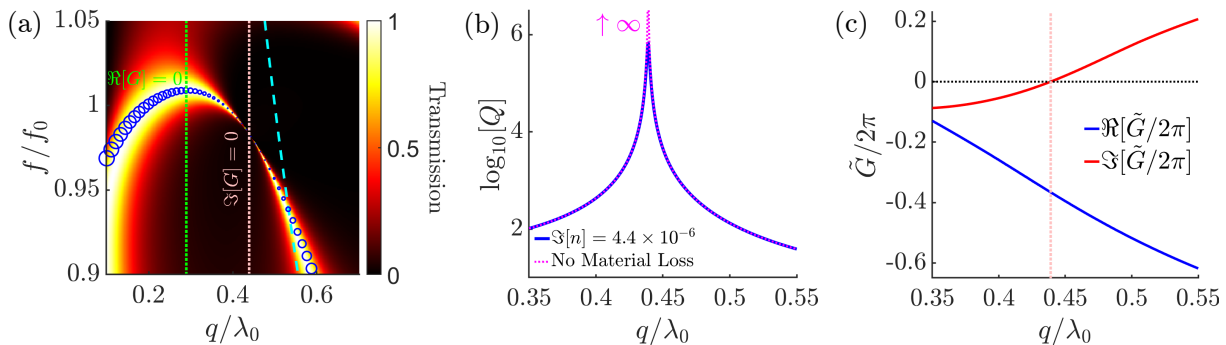 (a)
1.05
1
0.95
0.9
f/f₀
ℜ[G] = 0
ℑ[G] = 0
0.2
0.4
0.6
q/λ₀
1
0.5
0
Transmission
(b)
↑ ∞
6
4
2
log₁₀[Q]
ℑ[n] = 4.4 × 10⁻⁶
No Material Loss
0.35
0.4
0.45
0.5
0.55
q/λ₀
(c)
0.2
0
-0.2
-0.4
-0.6
G̃/2π
ℜ[G̃/2π]
ℑ[G̃/2π]
0.35
0.4
0.45
0.5
0.55
q/λ₀